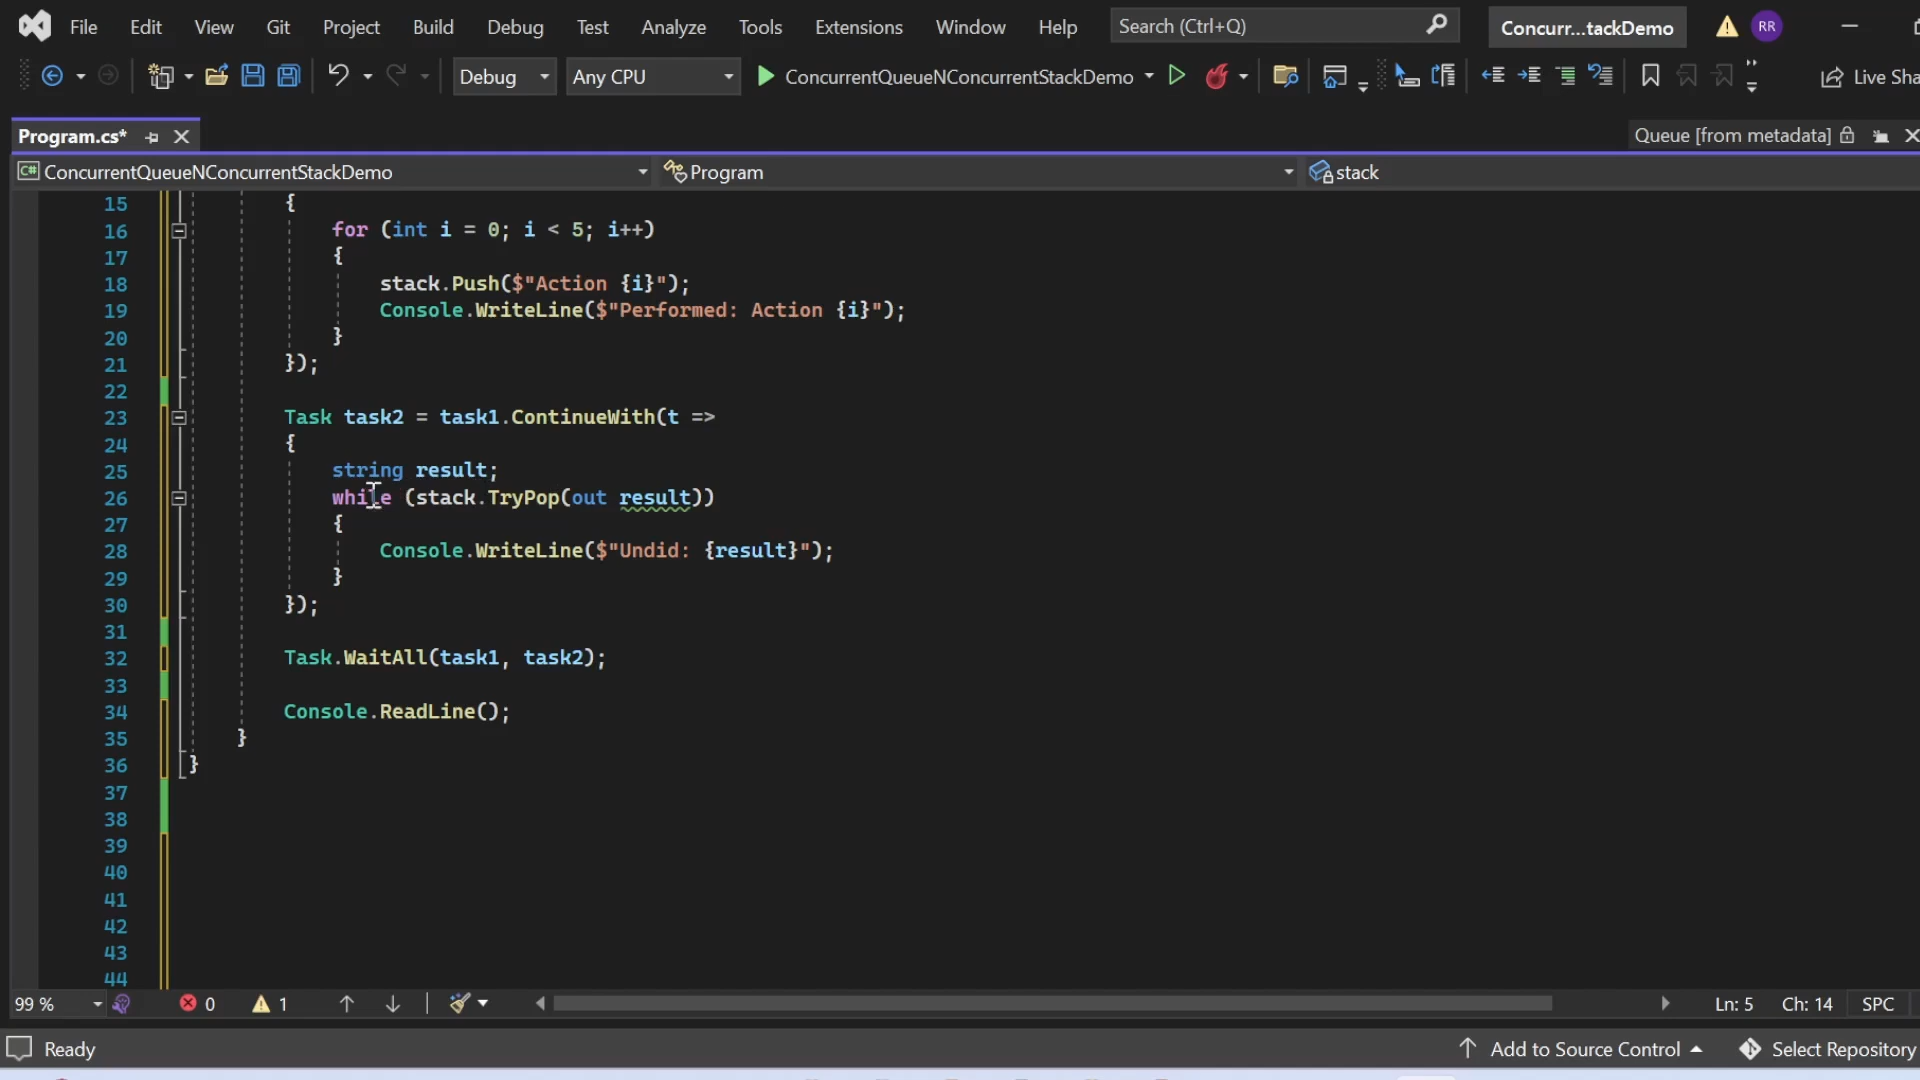 File Edit View Git Project Build Debug Test Analyze Tools Extensions Window Help Search (Ctrl+Q) Concurr...tackDemo RR
Debug Any CPU ConcurrentQueueNConcurrentStackDemo Live Sha
Program.cs* Queue [from metadata]
C# ConcurrentQueueNConcurrentStackDemo Program stack
15 {
16 for (int i = 0; i < 5; i++)
17 {
18 stack.Push($"Action {i}");
19 Console.WriteLine($"Performed: Action {i}");
20 }
21 });
22
23 Task task2 = task1.ContinueWith(t =>
24 {
25 string result;
26 while (stack.TryPop(out result))
27 {
28 Console.WriteLine($"Undid: {result}");
29 }
30 });
31
32 Task.WaitAll(task1, task2);
33
34 Console.ReadLine();
35 }
36 }
37
38
39
40
41
42
43
44
99 % 0 1 Ln: 5 Ch: 14 SPC
Ready Add to Source Control Select Repository